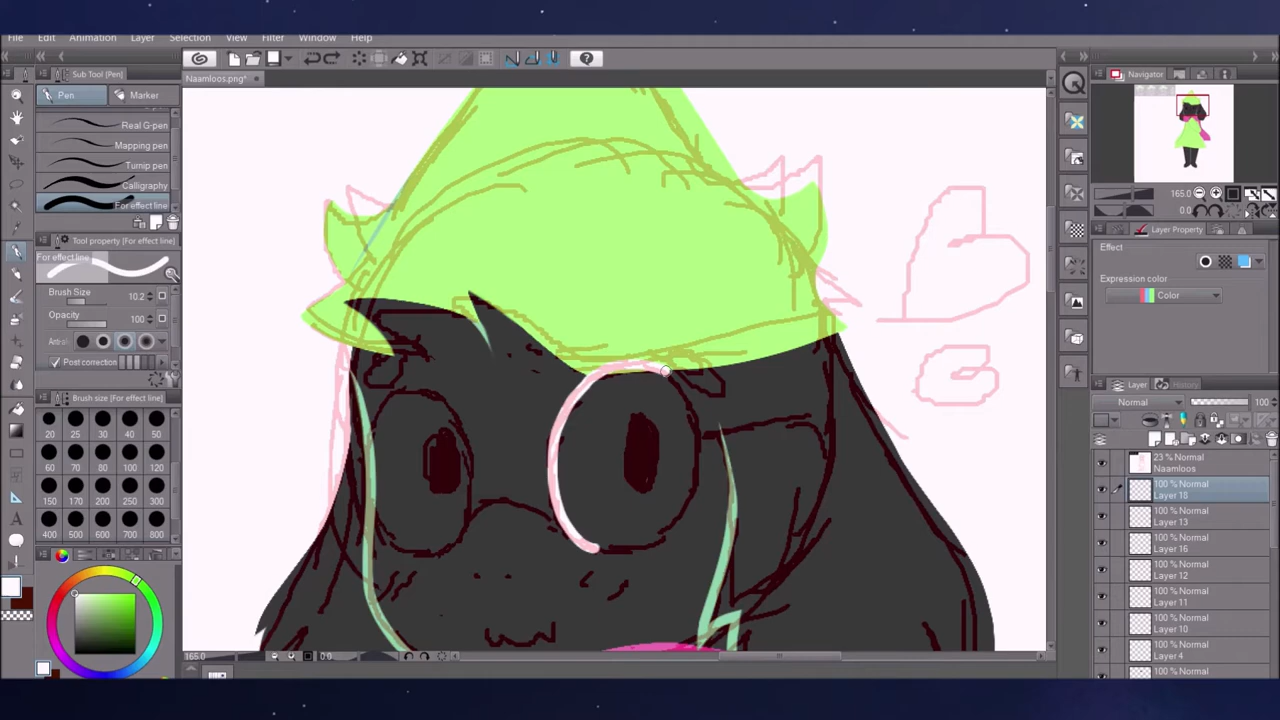 File Edit Animation Layer Selection View Filter Window Help
Sub Tool [Pen]
Naamloos.png*
Navigator
Pen Marker
Real G-pen
Mapping pen
Turnip pen
Calligraphy
For effect line
Tool property [For effect line]
For effect line
Brush Size 10.2
Opacity 100
Post correction
Brush size [For effect line]
20 25 30 40 50
60 70 80 100 120
150 170 200 250 300
400 500 600 700 800
165.0 0.0
165.0
0.0
Layer Property
Effect
Expression color
Color
Layer History
Normal 100
23 % Normal
Naamloos
100 % Normal
Layer 18
100 % Normal
Layer 13
100 % Normal
Layer 16
100 % Normal
Layer 12
100 % Normal
Layer 11
100 % Normal
Layer 10
100 % Normal
Layer 4
100 % Normal